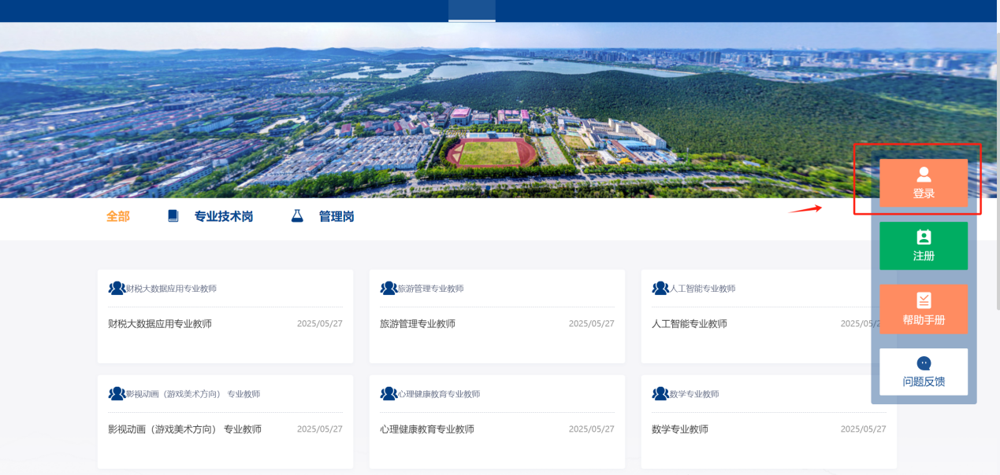 登录
全部 专业技术岗 管理岗
注册
财税大数据应用专业教师 旅游管理专业教师 人工智能专业教师
帮助手册
财税大数据应用专业教师 2025/05/27 旅游管理专业教师 2025/05/27 人工智能专业教师 2025/05/2
问题反馈
影视动画（游戏美术方向） 专业教师 心理健康教育专业教师 数学专业教师
影视动画（游戏美术方向） 专业教师 2025/05/27 心理健康教育专业教师 2025/05/27 数学专业教师 2025/05/27